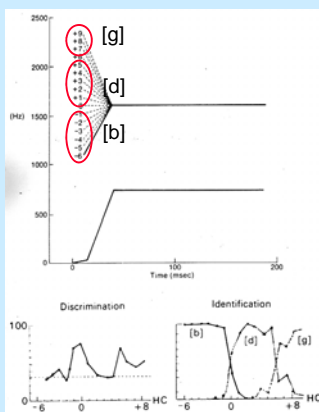 2500
+9
+8 [g]
+7
+6
2000
+5
+4
+3 [d]
+2
+1
(Hz)
0
1500
-1
-2
-3 [b]
-4
-5
-6
1000
500
0
0 100 200
Time (msec)
Discrimination
100
0
-6 0 +8 HC
Identification
[b] [d] [g]
-6 0 +8 HC